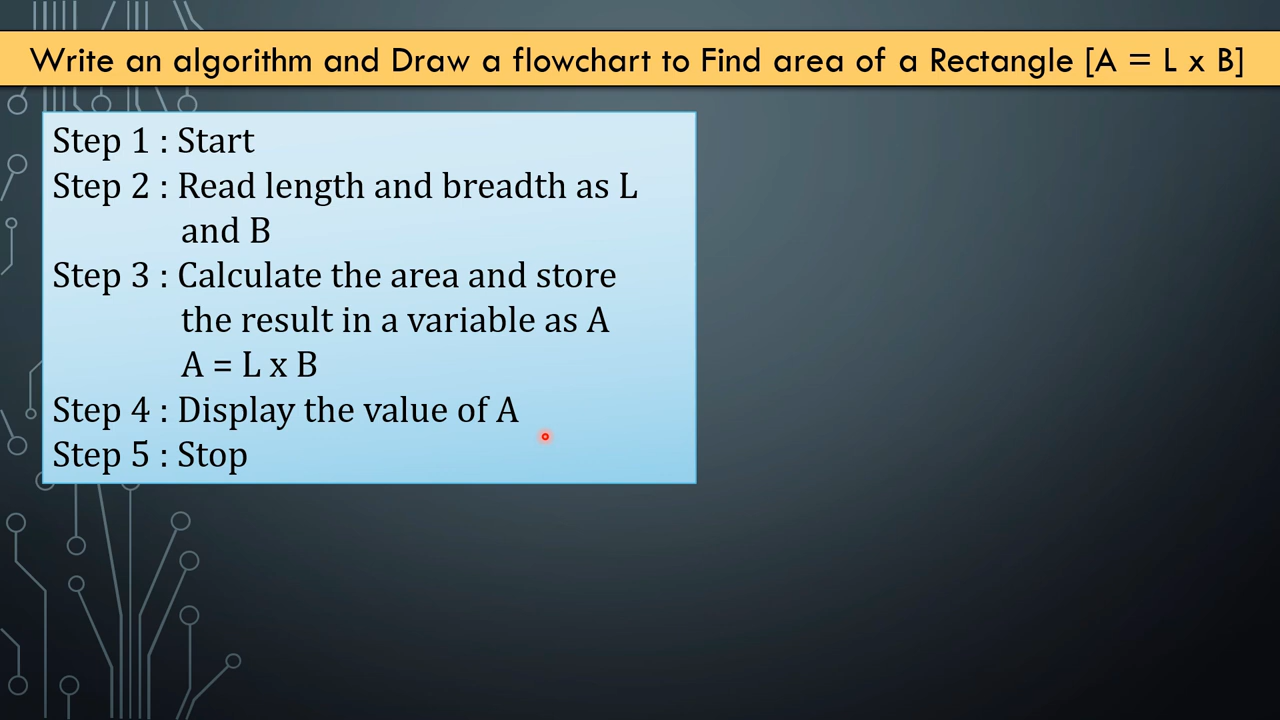 Write an algorithm and Draw a flowchart to Find area of a Rectangle [A = L x B]
Step 1 : Start
Step 2 : Read length and breadth as L
and B
Step 3 : Calculate the area and store
the result in a variable as A
A = L x B
Step 4 : Display the value of A
Step 5 : Stop